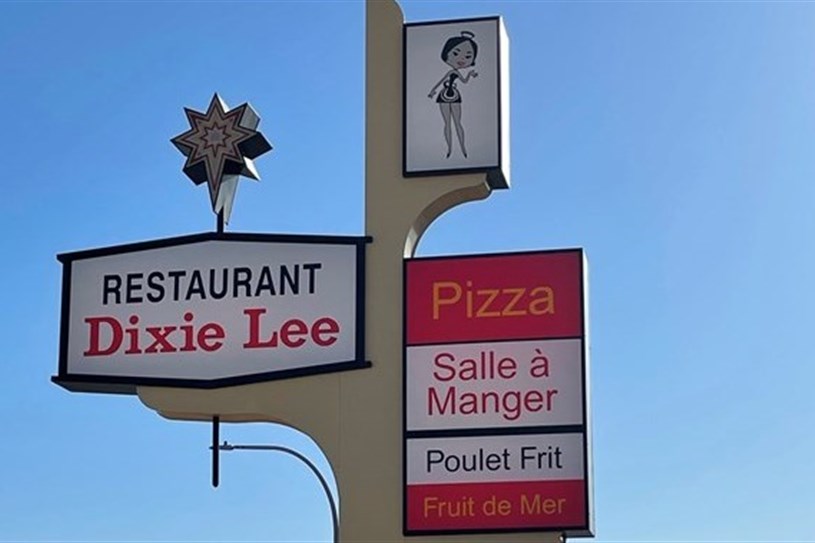 RESTAURANT
Dixie Lee
Pizza
Salle à
Manger
Poulet Frit
Fruit de Mer